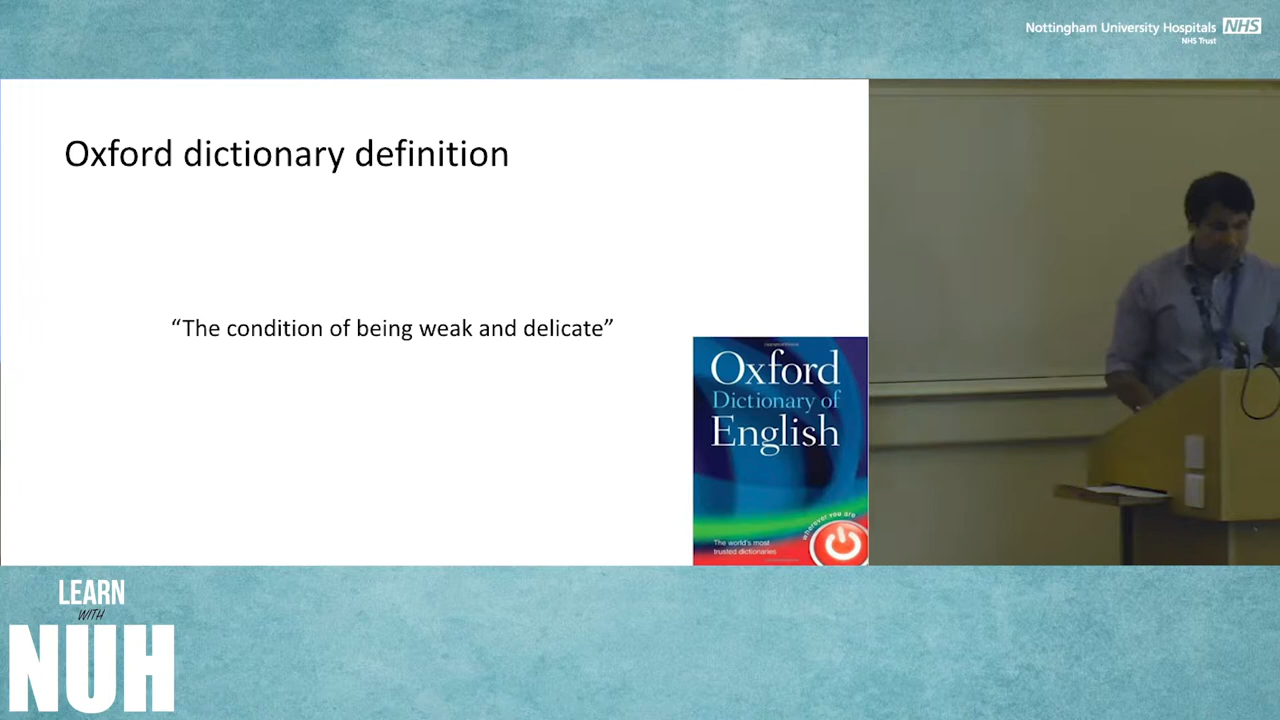 Nottingham University Hospitals NHS
NHS Trust
Oxford dictionary definition
“The condition of being weak and delicate”
Oxford
Dictionary of
English
wherever you are
The world's most
trusted dictionaries
LEARN
WITH
NUH